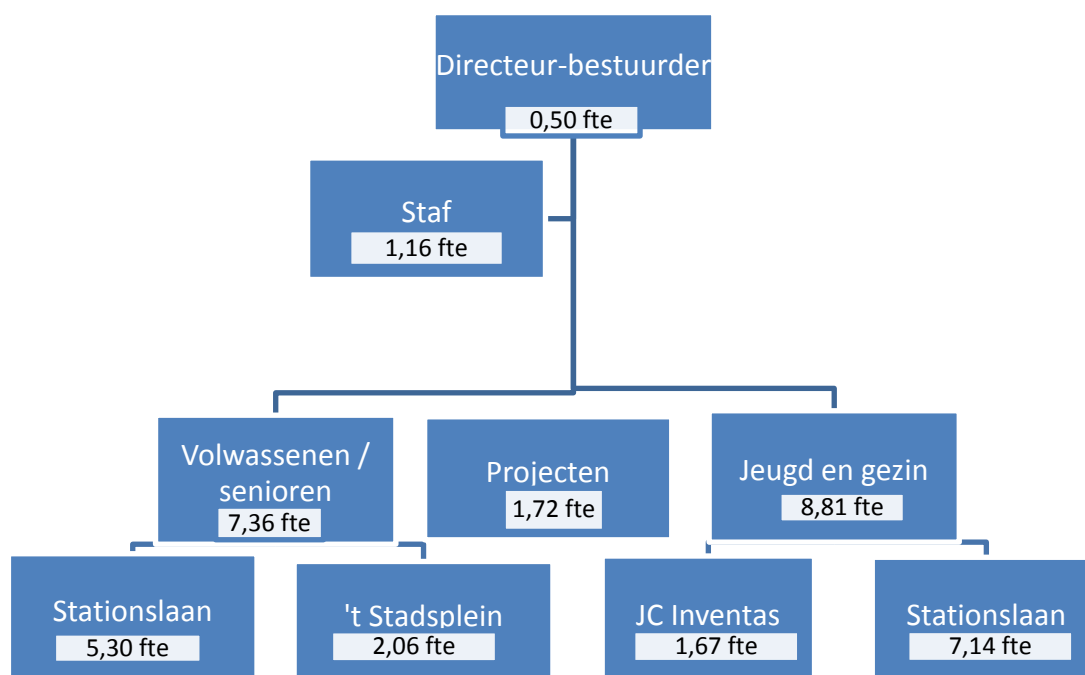 Directeur-bestuurder
0,50 fte
Staf
1,16 fte
Volwassenen /
senioren
7,36 fte
Projecten
1,72 fte
Jeugd en gezin
8,81 fte
Stationslaan
5,30 fte
't Stadsplein
2,06 fte
JC Inventas
1,67 fte
Stationslaan
7,14 fte